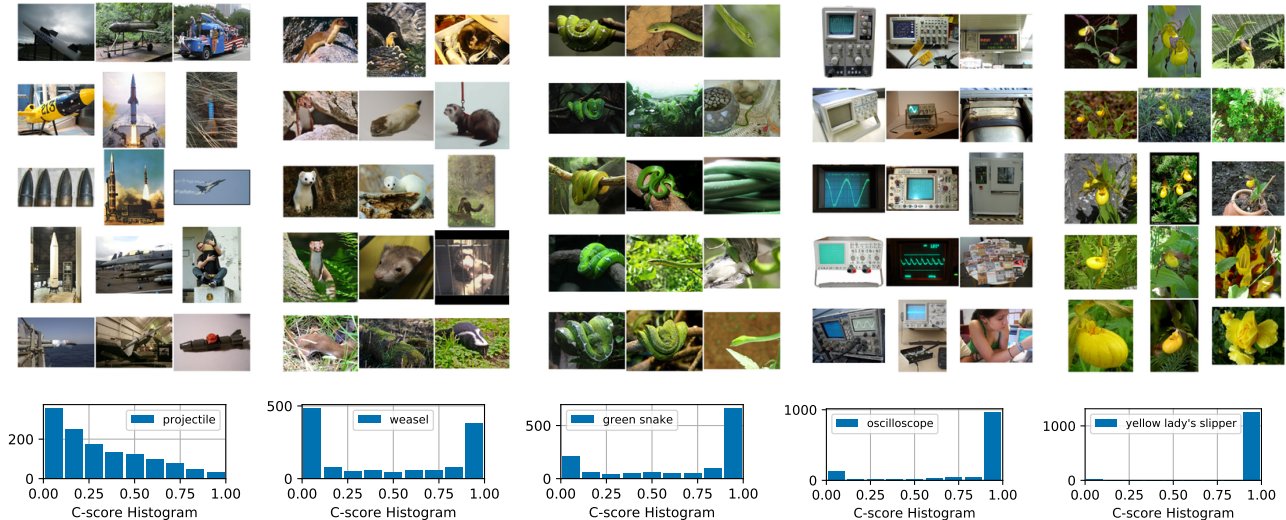 500
1000
200
500
1000
projectile
weasel
green snake
oscilloscope
yellow lady's slipper
0
0
0
0
0
0.00 0.25 0.50 0.75 1.00
0.00 0.25 0.50 0.75 1.00
0.00 0.25 0.50 0.75 1.00
0.00 0.25 0.50 0.75 1.00
0.00 0.25 0.50 0.75 1.00
C-score Histogram
C-score Histogram
C-score Histogram
C-score Histogram
C-score Histogram